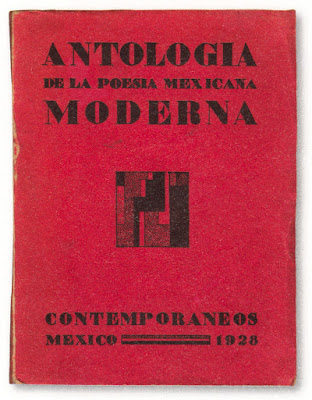 ANTOLOGIA
DE LA POESIA MEXICANA
MODERNA
CONTEMPORANEOS
MEXICO 1928